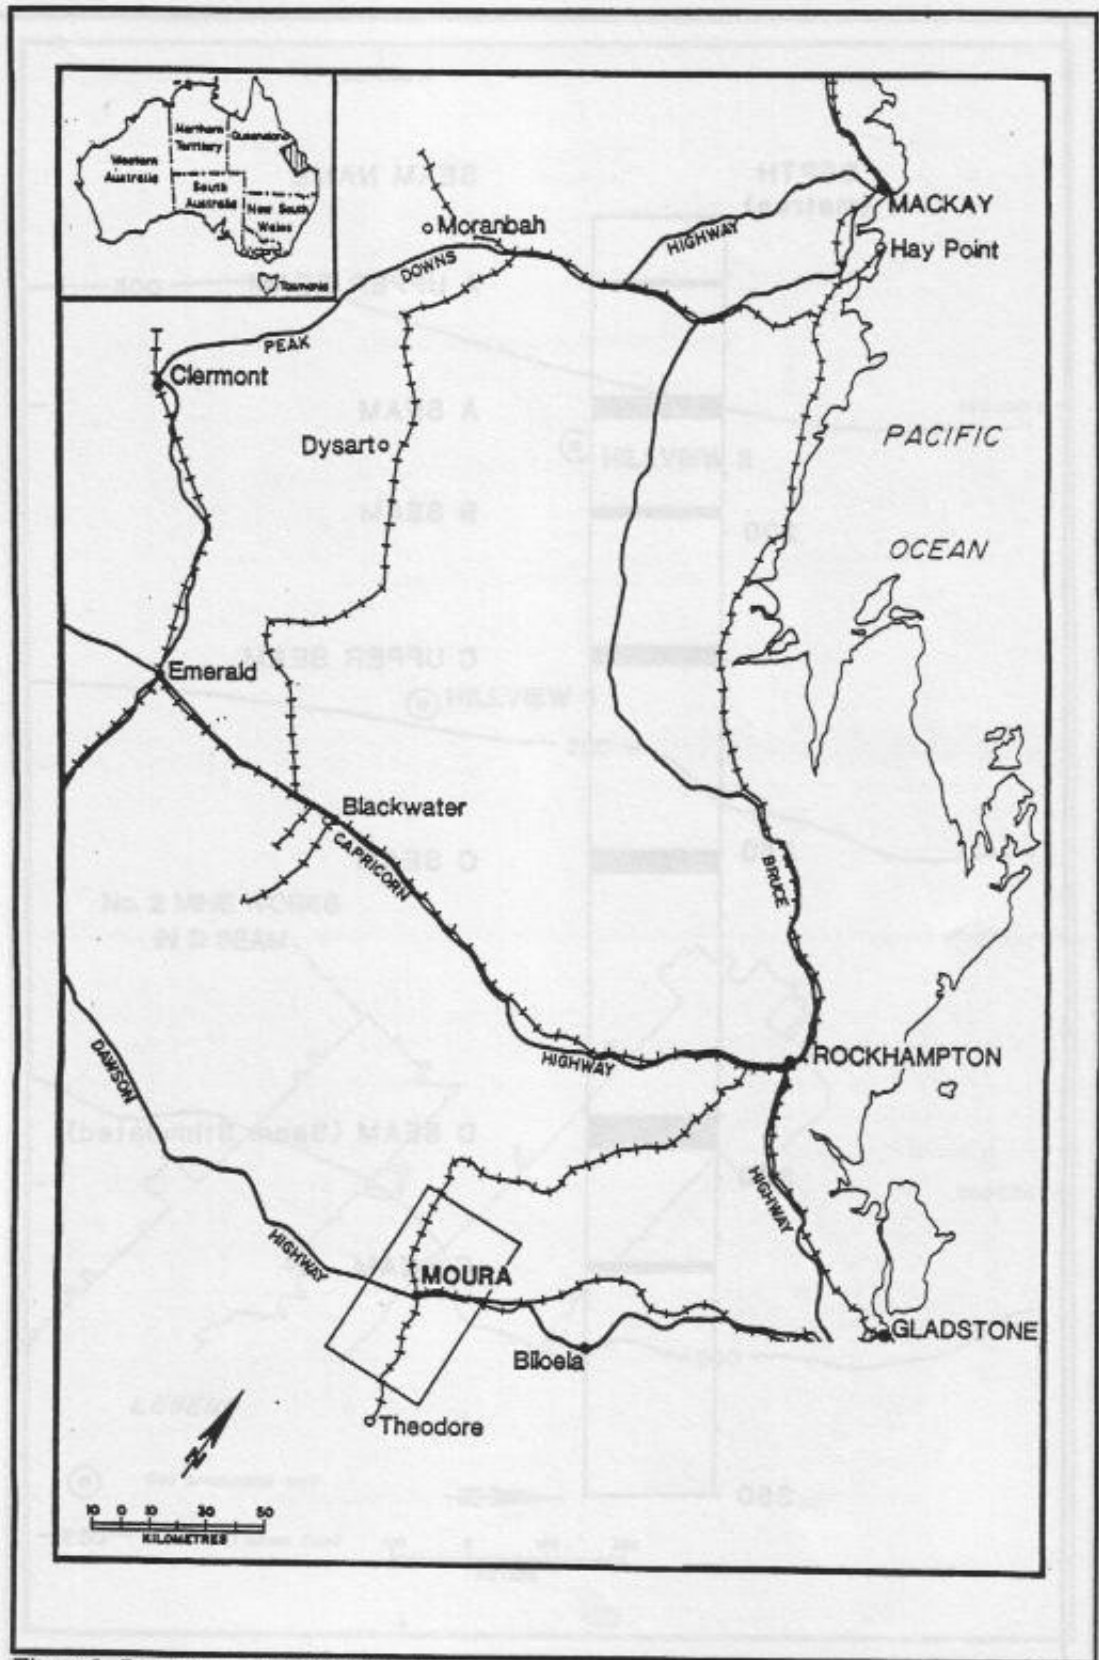 Northern
Territory
Queensland
Western
Australia
South
Australia
New South
Wales
Tasmania
MACKAY
Moranbah
HIGHWAY
Hay Point
DOWNS
PEAK
Clermont
PACIFIC
Dysart
OCEAN
Emerald
Blackwater
CAPRICORN
BRUCE
HIGHWAY
ROCKHAMPTON
DAWSON
HIGHWAY
HIGHWAY
MOURA
GLADSTONE
Biloela
Theodore
N
10 0 10 30 50
KILOMETRES